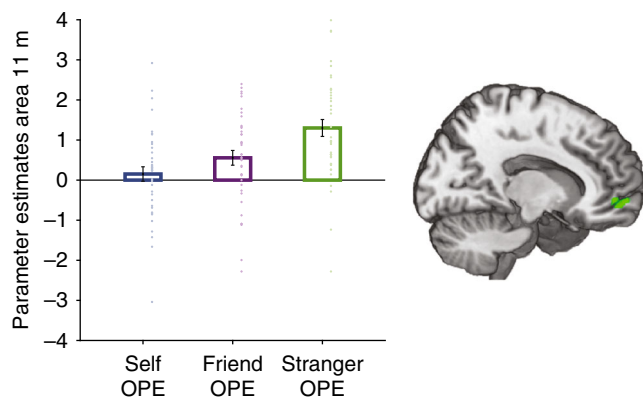 Parameter estimates area 11 m
4
3
2
1
0
–1
–2
–3
–4
Self
OPE
Friend
OPE
Stranger
OPE